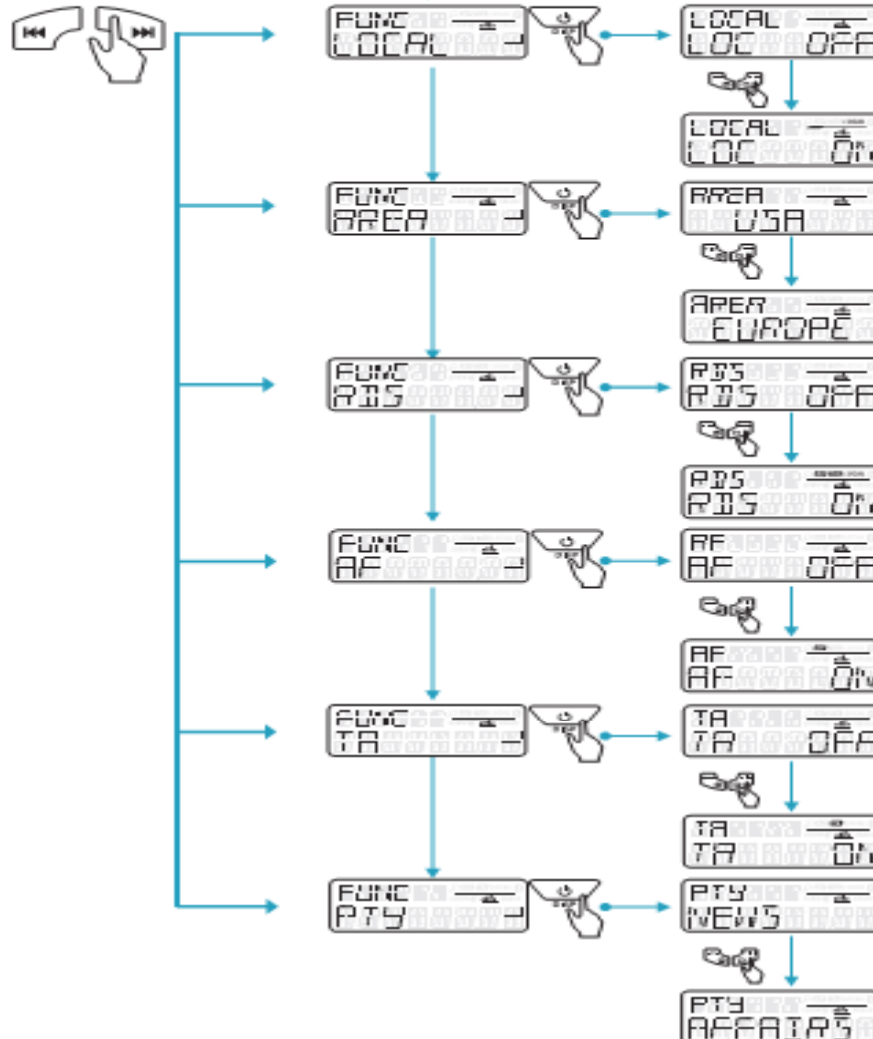 FUNC
LOCAL
LOCAL
LOC OFF
LOCAL
LOC ON
FUNC
AREA
AREA
USA
AREA
EUROPE
FUNC
RDS
RDS
RDS OFF
RDS
RDS ON
FUNC
AF
AF
AF OFF
AF
AF ON
FUNC
TA
TA
TA OFF
TA
TA ON
FUNC
PTY
PTY
NEWS
PTY
AFFAIRS